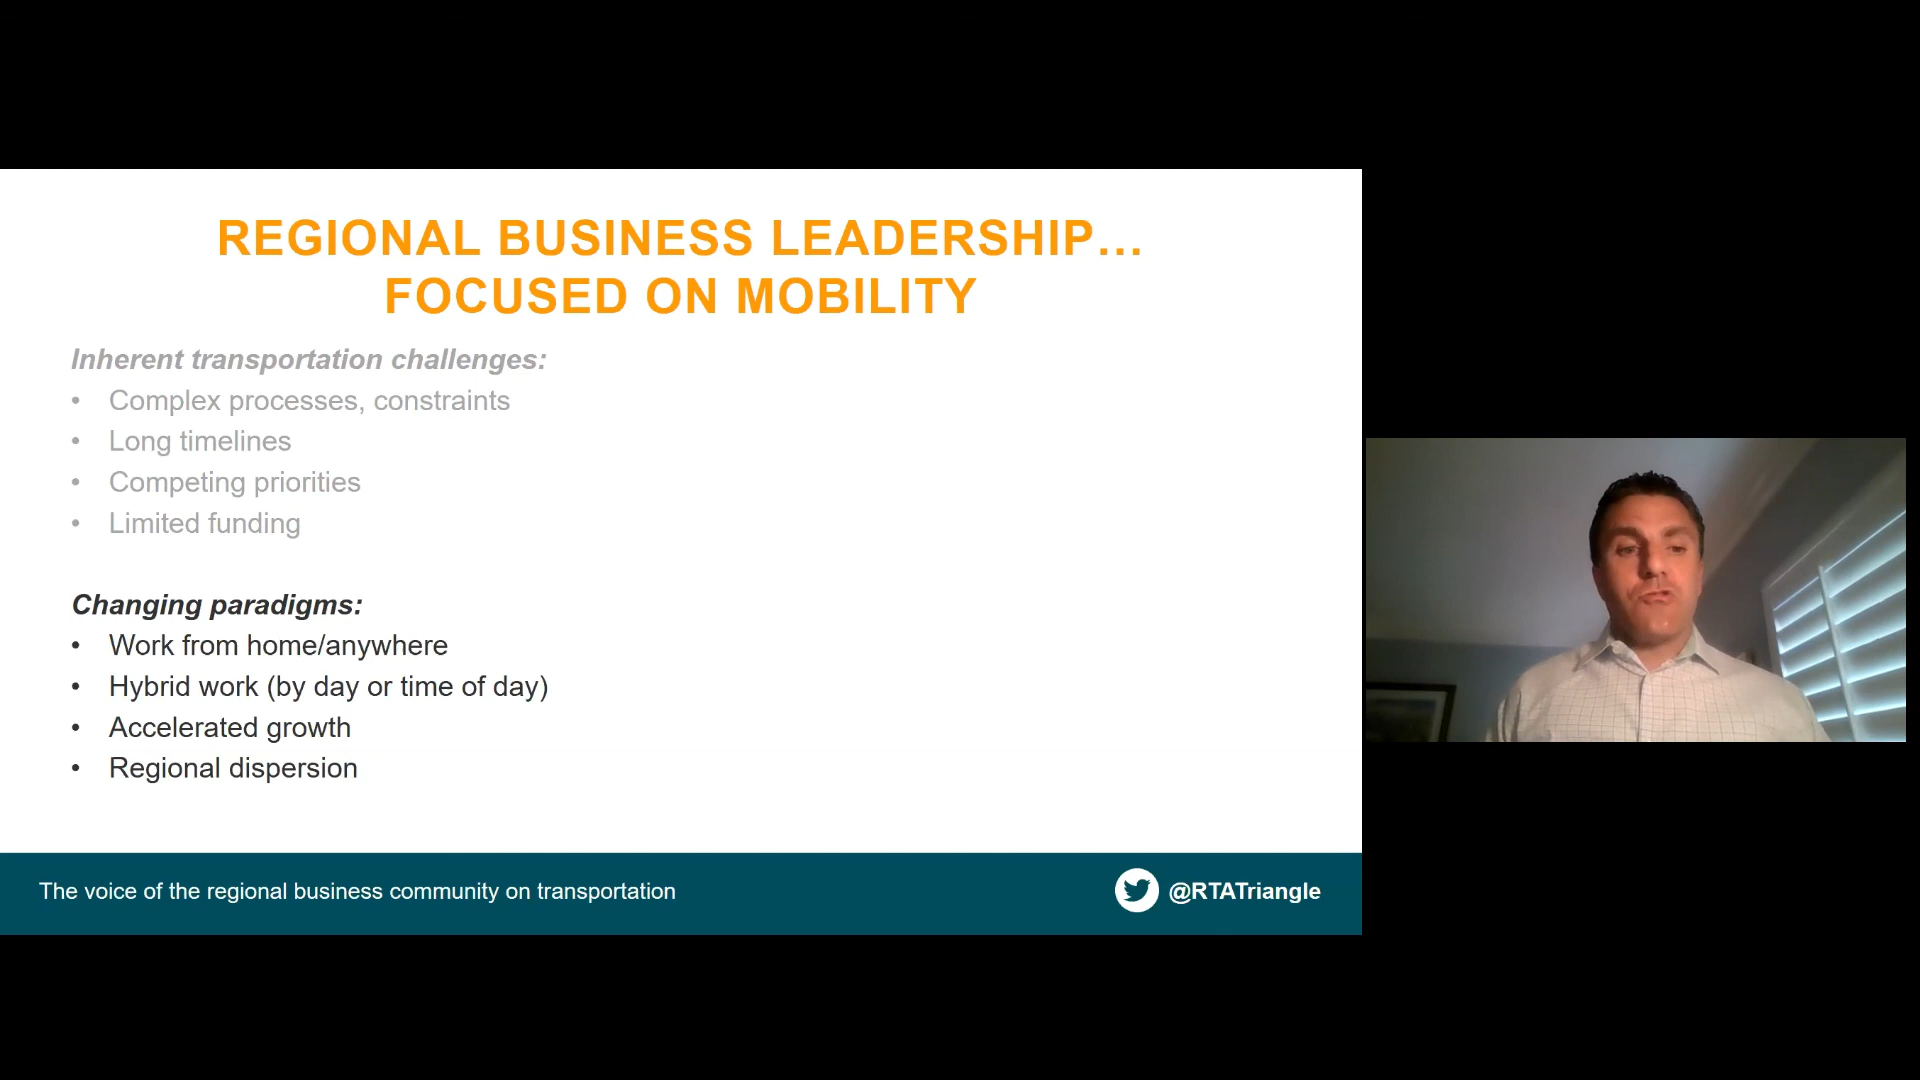 REGIONAL BUSINESS LEADERSHIP...
FOCUSED ON MOBILITY
Inherent transportation challenges:
• Complex processes, constraints
• Long timelines
• Competing priorities
• Limited funding
Changing paradigms:
• Work from home/anywhere
• Hybrid work (by day or time of day)
• Accelerated growth
• Regional dispersion
The voice of the regional business community on transportation
@RTATriangle